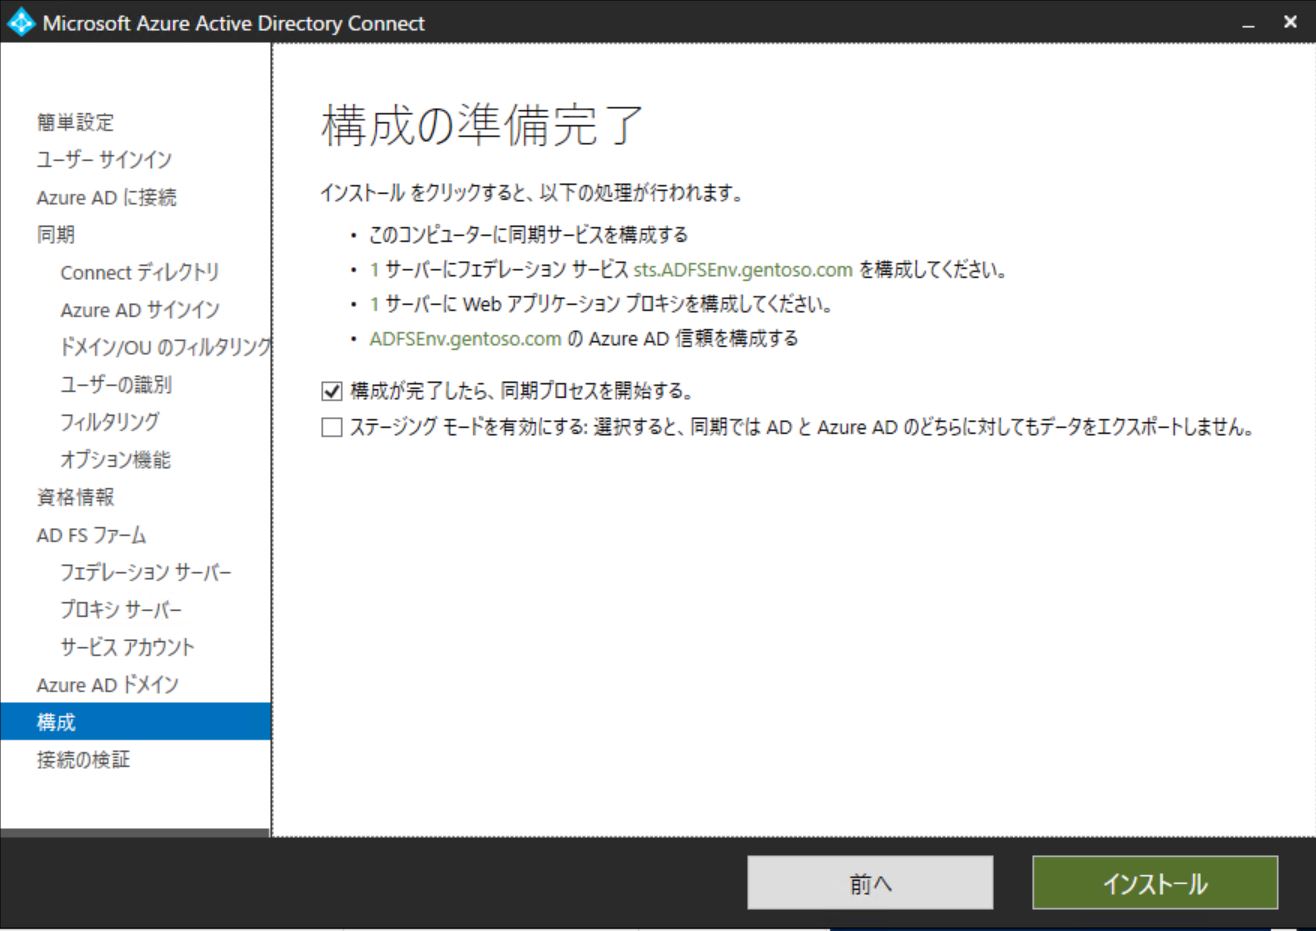 Microsoft Azure Active Directory Connect
簡単設定
ユーザー サインイン
Azure AD に接続
同期
Connect ディレクトリ
Azure AD サインイン
ドメイン/OU のフィルタリング
ユーザーの識別
フィルタリング
オプション機能
資格情報
AD FS ファーム
フェデレーション サーバー
プロキシ サーバー
サービス アカウント
Azure AD ドメイン
構成
接続の検証
構成の準備完了
インストール をクリックすると、以下の処理が行われます。
• このコンピューターに同期サービスを構成する
• 1 サーバーにフェデレーション サービス sts.ADFSEnv.gentoso.com を構成してください。
• 1 サーバーに Web アプリケーション プロキシを構成してください。
• ADFSEnv.gentoso.com の Azure AD 信頼を構成する
構成が完了したら、同期プロセスを開始する。
ステージング モードを有効にする: 選択すると、同期では AD と Azure AD のどちらに対してもデータをエクスポートしません。
前へ
インストール